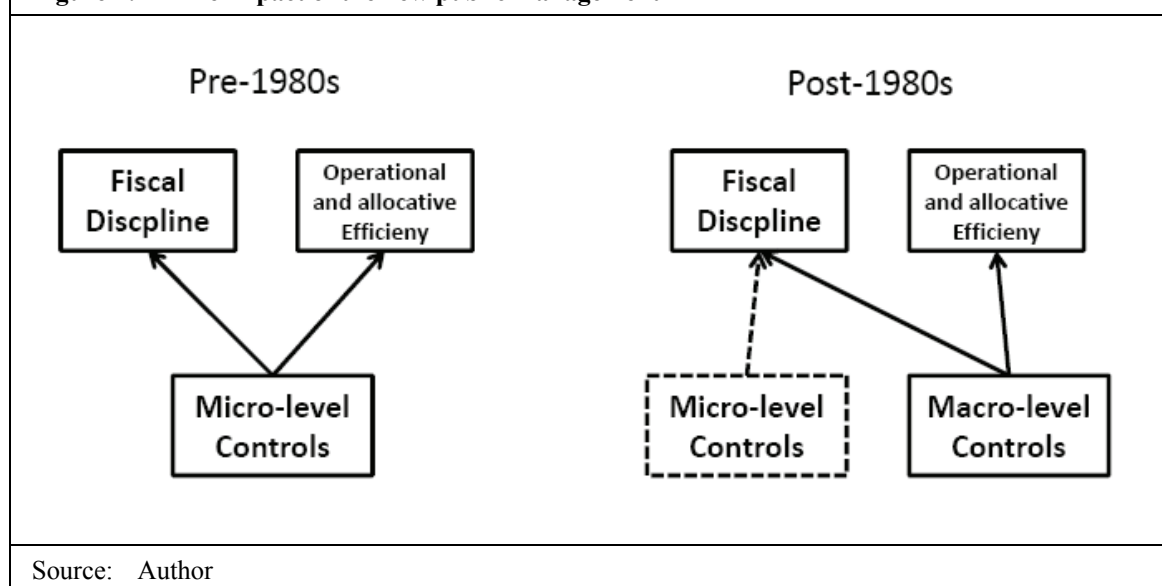 Pre-1980s
Post-1980s
Fiscal
Discpline
Operational
and allocative
Efficieny
Fiscal
Discpline
Operational
and allocative
Efficieny
Micro-level
Controls
Micro-level
Controls
Macro-level
Controls
Source: Author